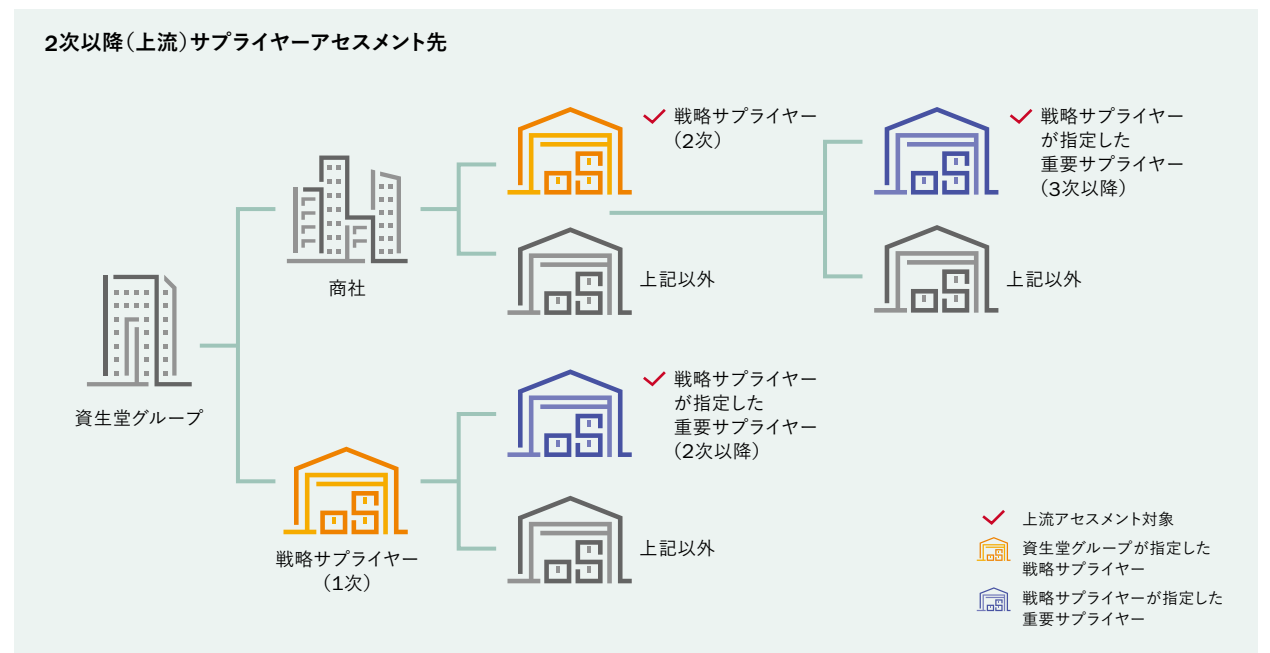 2次以降（上流）サプライヤーアセスメント先
戦略サプライヤー
（2次）
戦略サプライヤー
が指定した
重要サプライヤー
（3次以降）
商社
上記以外
上記以外
資生堂グループ
戦略サプライヤー
が指定した
重要サプライヤー
（2次以降）
戦略サプライヤー
（1次）
上記以外
上流アセスメント対象
資生堂グループが指定した
戦略サプライヤー
戦略サプライヤーが指定した
重要サプライヤー